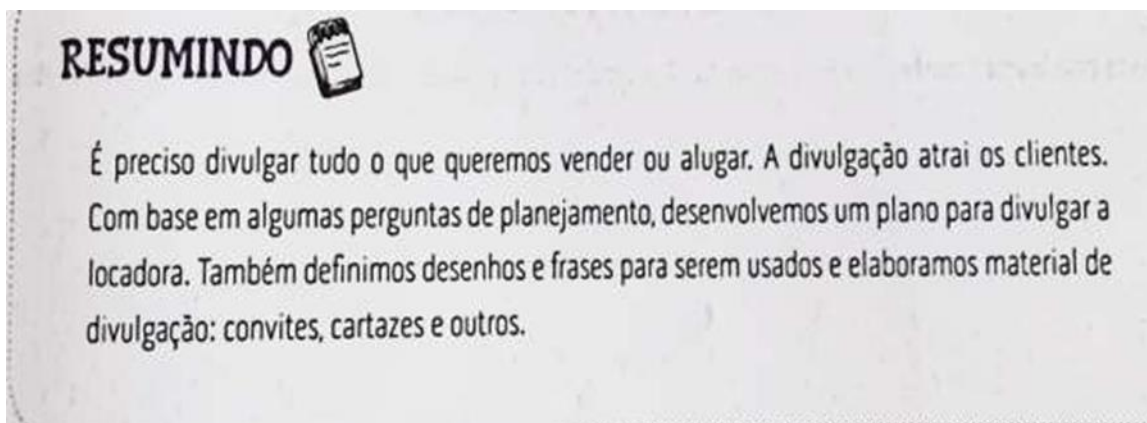 RESUMINDO
É preciso divulgar tudo o que queremos vender ou alugar. A divulgação atrai os clientes.
Com base em algumas perguntas de planejamento, desenvolvemos um plano para divulgar a
locadora. Também definimos desenhos e frases para serem usados e elaboramos material de
divulgação: convites, cartazes e outros.